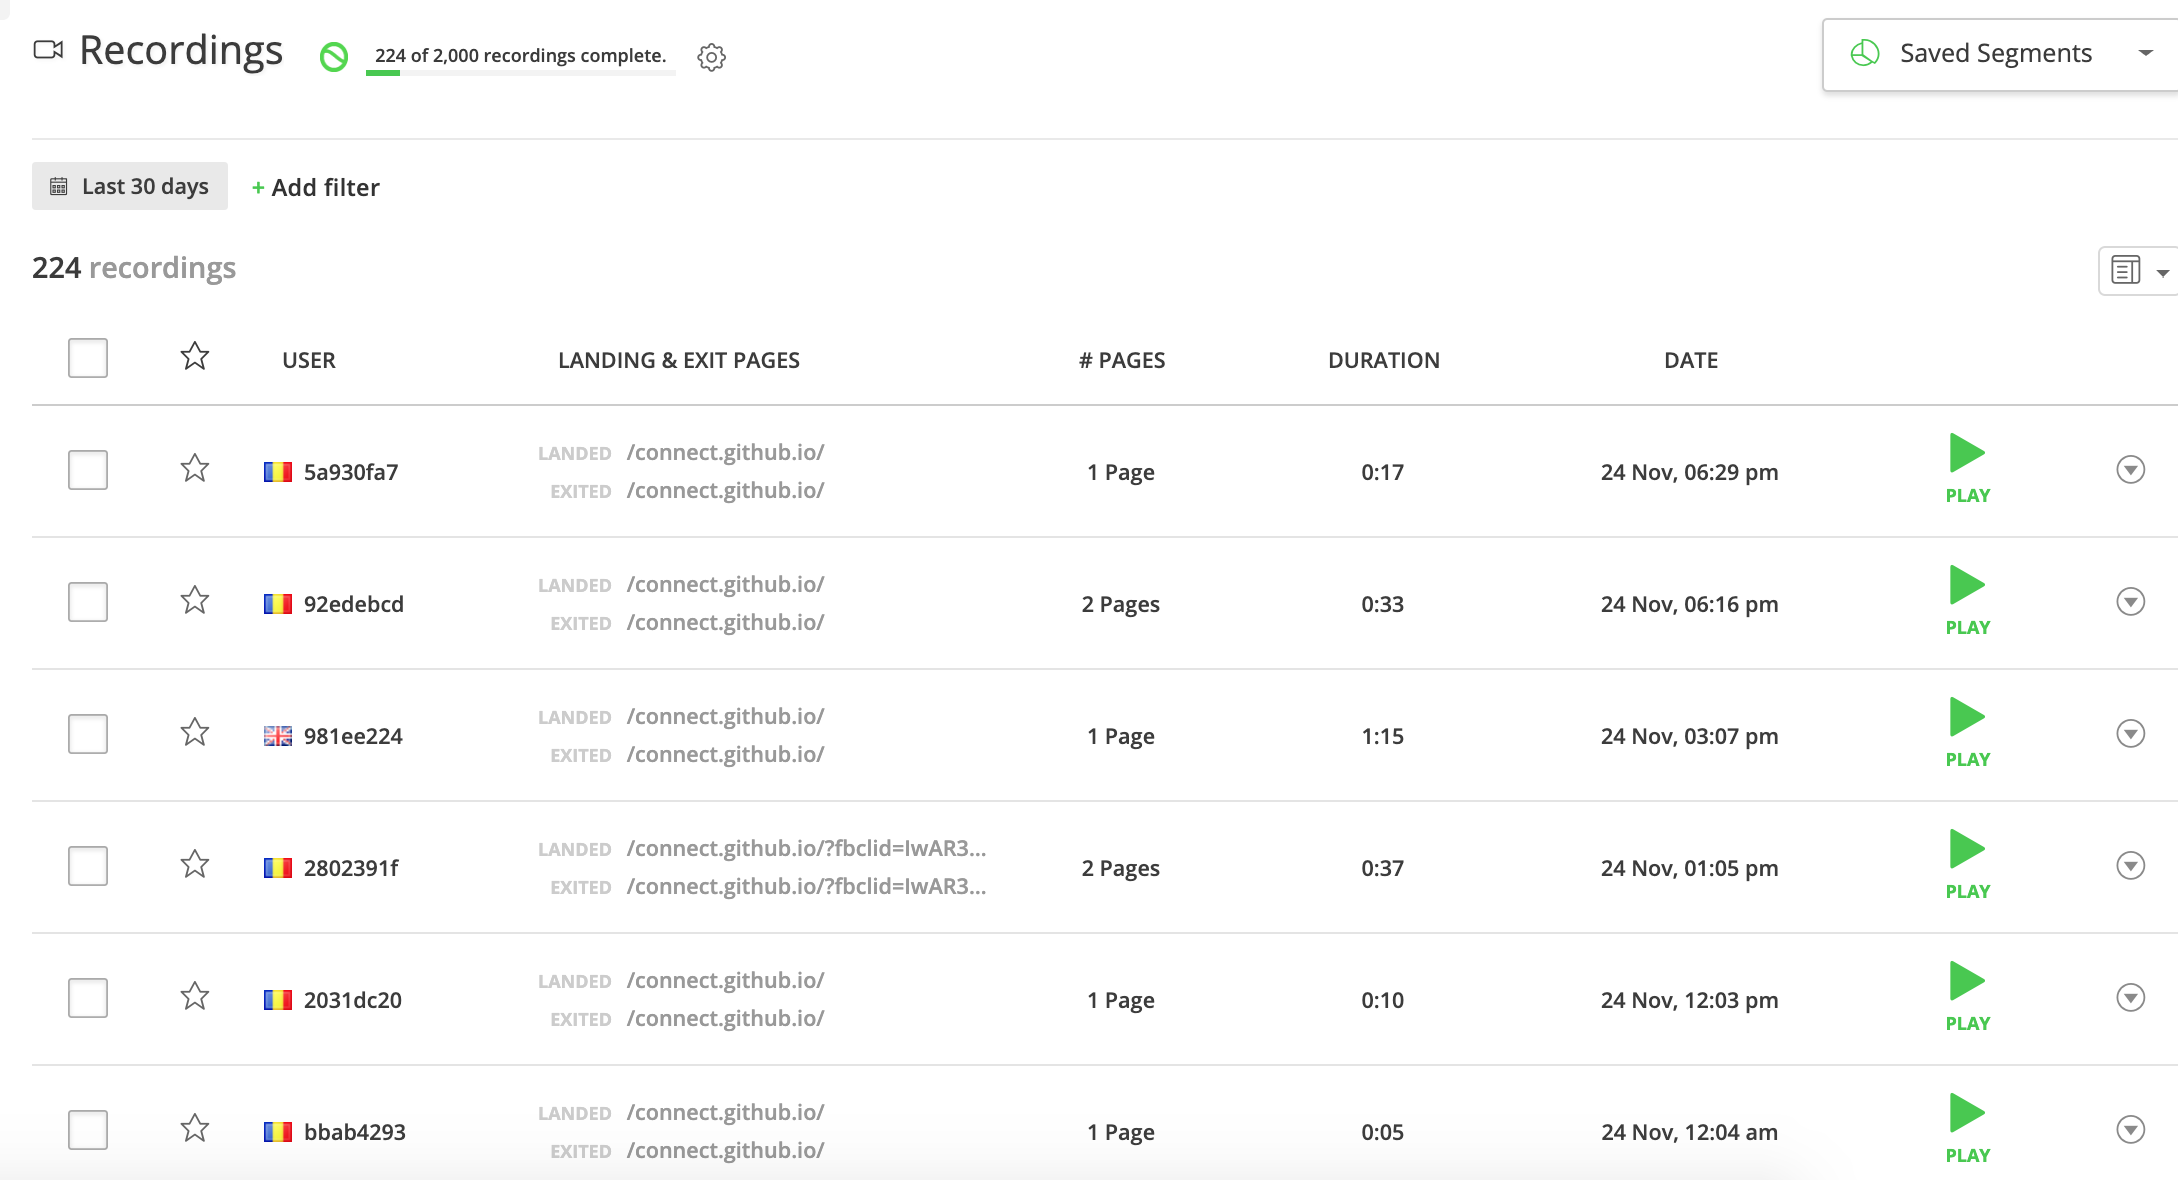 Recordings
224 of 2,000 recordings complete.
Saved Segments
Last 30 days
+ Add filter
224 recordings
USER LANDING & EXIT PAGES # PAGES DURATION DATE
LANDED /connect.github.io/
5a930fa7 1 Page 0:17 24 Nov, 06:29 pm
EXITED /connect.github.io/
PLAY
LANDED /connect.github.io/
92edebcd 2 Pages 0:33 24 Nov, 06:16 pm
EXITED /connect.github.io/
PLAY
LANDED /connect.github.io/
981ee224 1 Page 1:15 24 Nov, 03:07 pm
EXITED /connect.github.io/
PLAY
LANDED /connect.github.io/?fbclid=IwAR3...
2802391f 2 Pages 0:37 24 Nov, 01:05 pm
EXITED /connect.github.io/?fbclid=IwAR3...
PLAY
LANDED /connect.github.io/
2031dc20 1 Page 0:10 24 Nov, 12:03 pm
EXITED /connect.github.io/
PLAY
LANDED /connect.github.io/
bbab4293 1 Page 0:05 24 Nov, 12:04 am
EXITED /connect.github.io/
PLAY